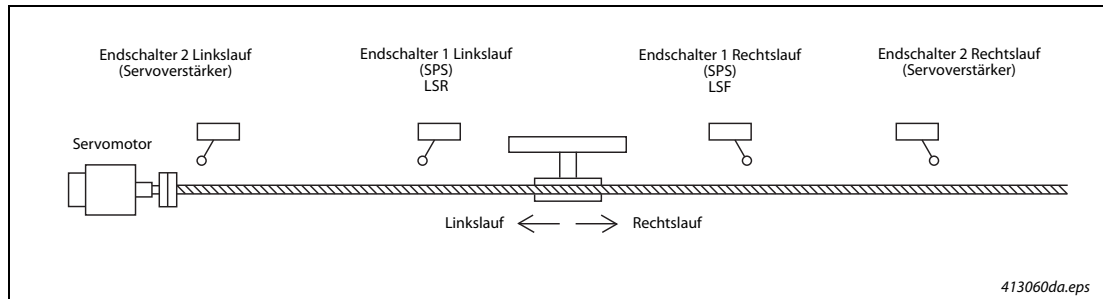 Endschalter 2 Linkslauf
(Servoverstärker)
Endschalter 1 Linkslauf
(SPS)
LSR
Endschalter 1 Rechtslauf
(SPS)
LSF
Endschalter 2 Rechtslauf
(Servoverstärker)
Servomotor
Linkslauf
Rechtslauf
413060da.eps